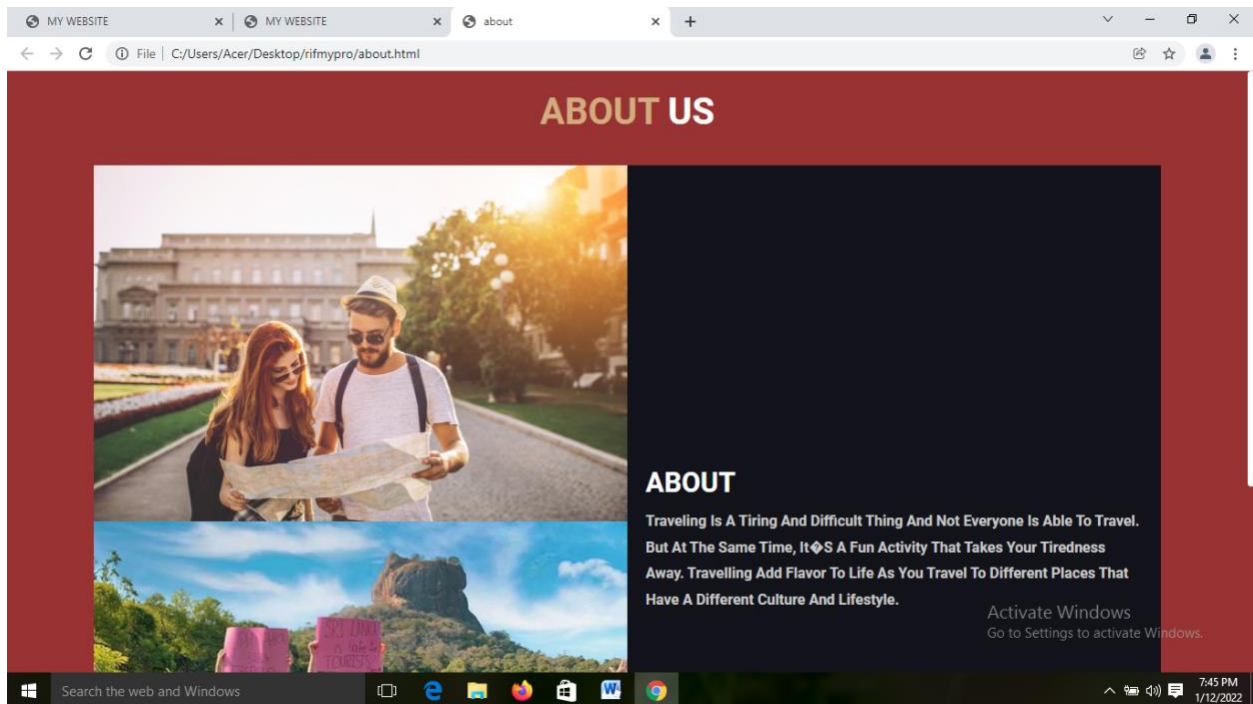 MY WEBSITE
MY WEBSITE
about
File
C:/Users/Acer/Desktop/rifmypro/about.html
ABOUT US
ABOUT
Traveling Is A Tiring And Difficult Thing And Not Everyone Is Able To Travel.
But At The Same Time, It�S A Fun Activity That Takes Your Tiredness
Away. Travelling Add Flavor To Life As You Travel To Different Places That
Have A Different Culture And Lifestyle.
SRI LANKA
TOURISTS
Activate Windows
Go to Settings to activate Windows.
Search the web and Windows
7:45 PM
1/12/2022